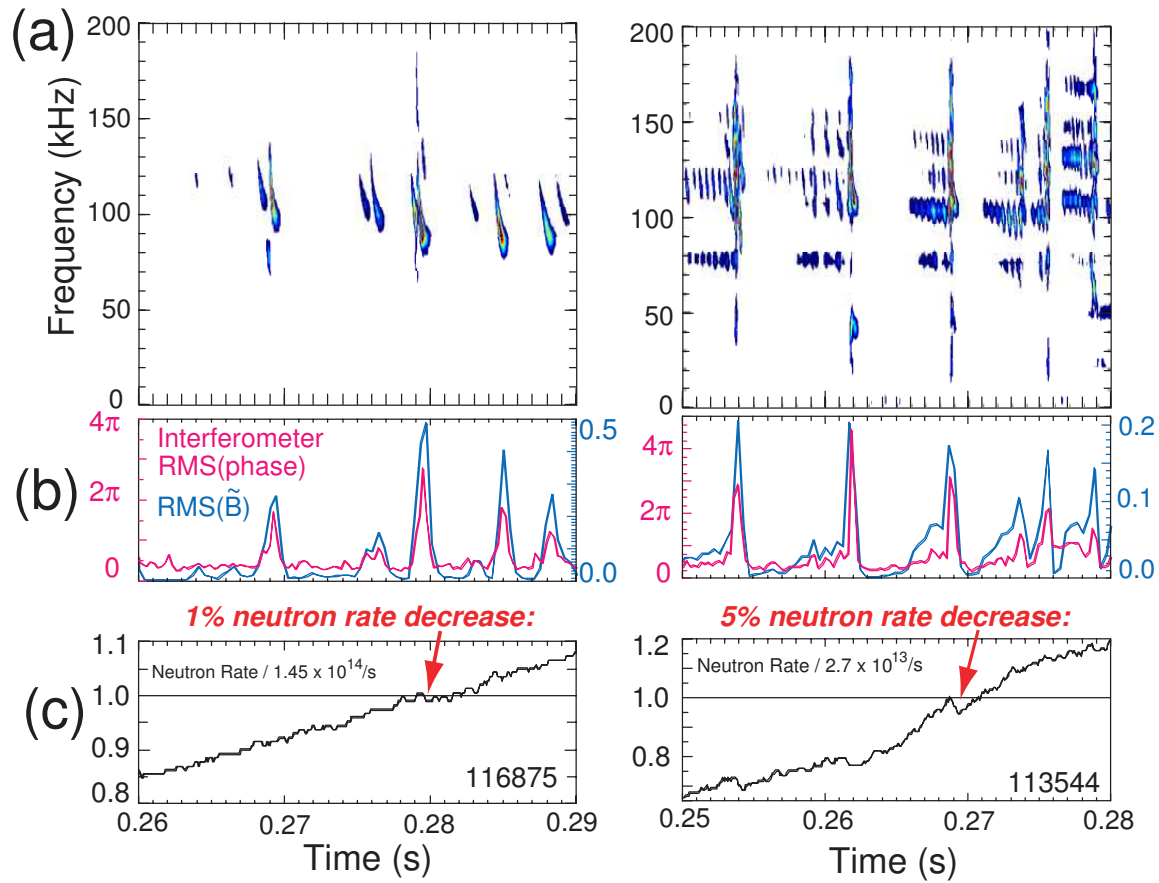 (a)
Frequency (kHz)
200
150
100
50
0
200
150
100
50
0
(b)
4π
2π
0
Interferometer
RMS(phase)
RMS(B̃)
0.5
0.0
4π
2π
0
0.2
0.1
0.0
1% neutron rate decrease:
5% neutron rate decrease:
(c)
1.1
1.0
0.9
0.8
Neutron Rate / 1.45 x 10¹⁴/s
116875
1.2
1.0
0.8
Neutron Rate / 2.7 x 10¹³/s
113544
0.26 0.27 0.28 0.29
Time (s)
0.25 0.26 0.27 0.28
Time (s)